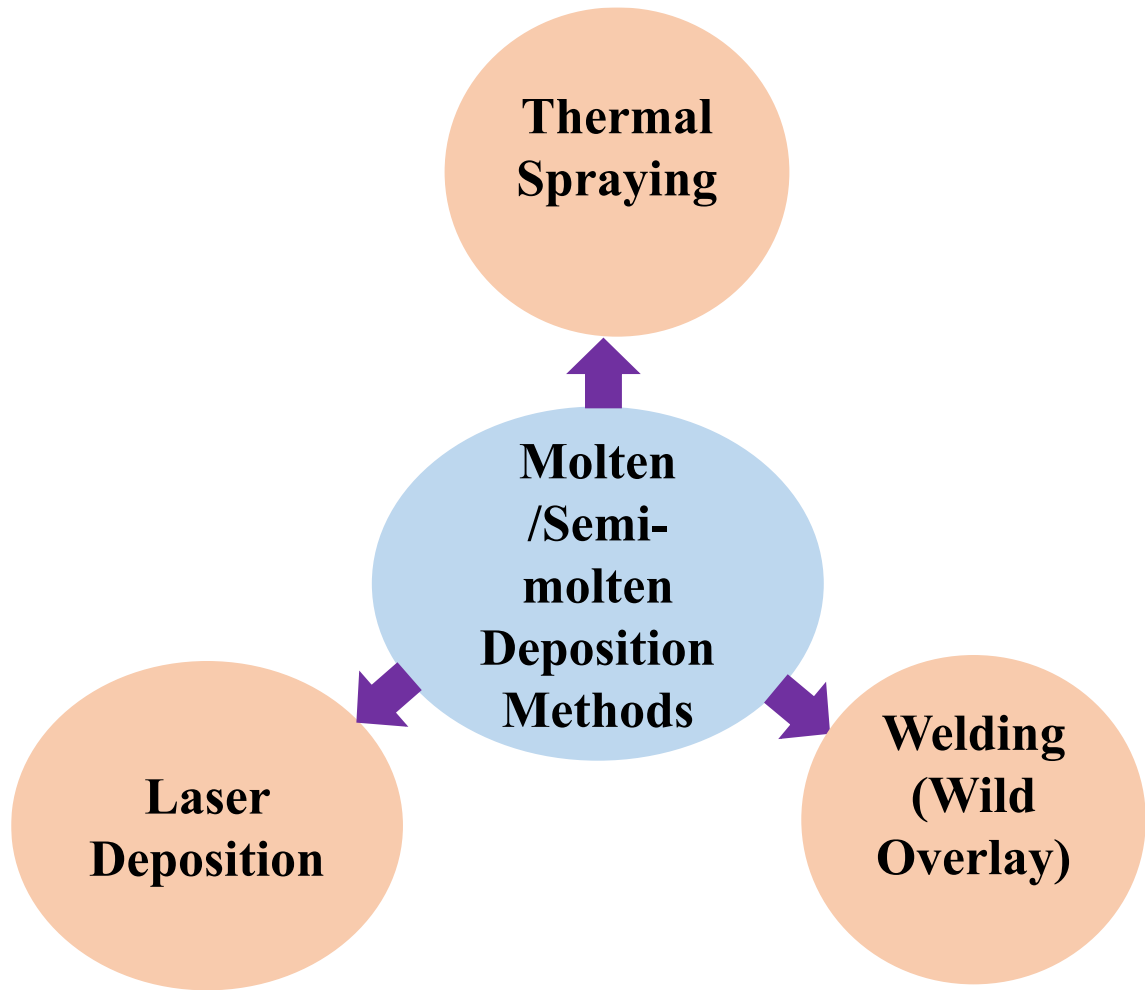 Thermal
Spraying
Molten
/Semi-
molten
Deposition
Methods
Laser
Deposition
Welding
(Wild
Overlay)